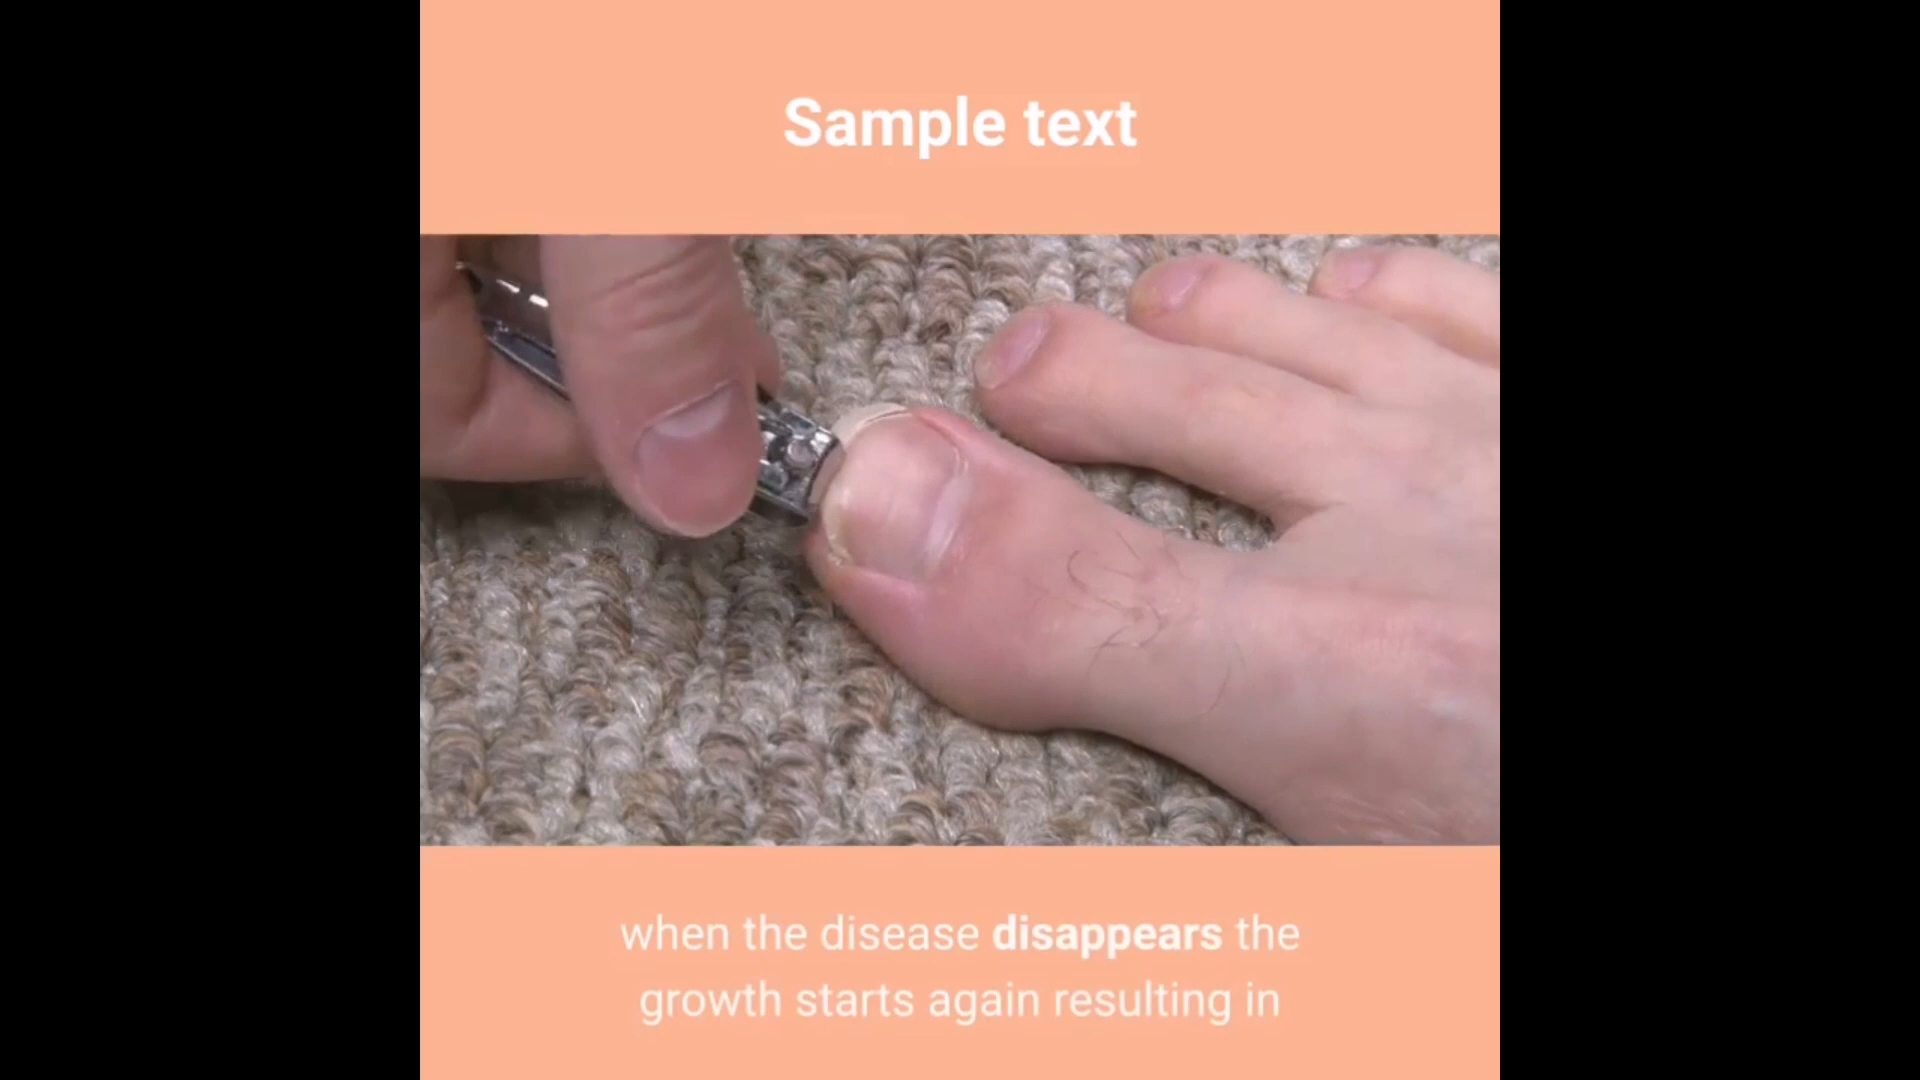 Sample text
when the disease disappears the
growth starts again resulting in